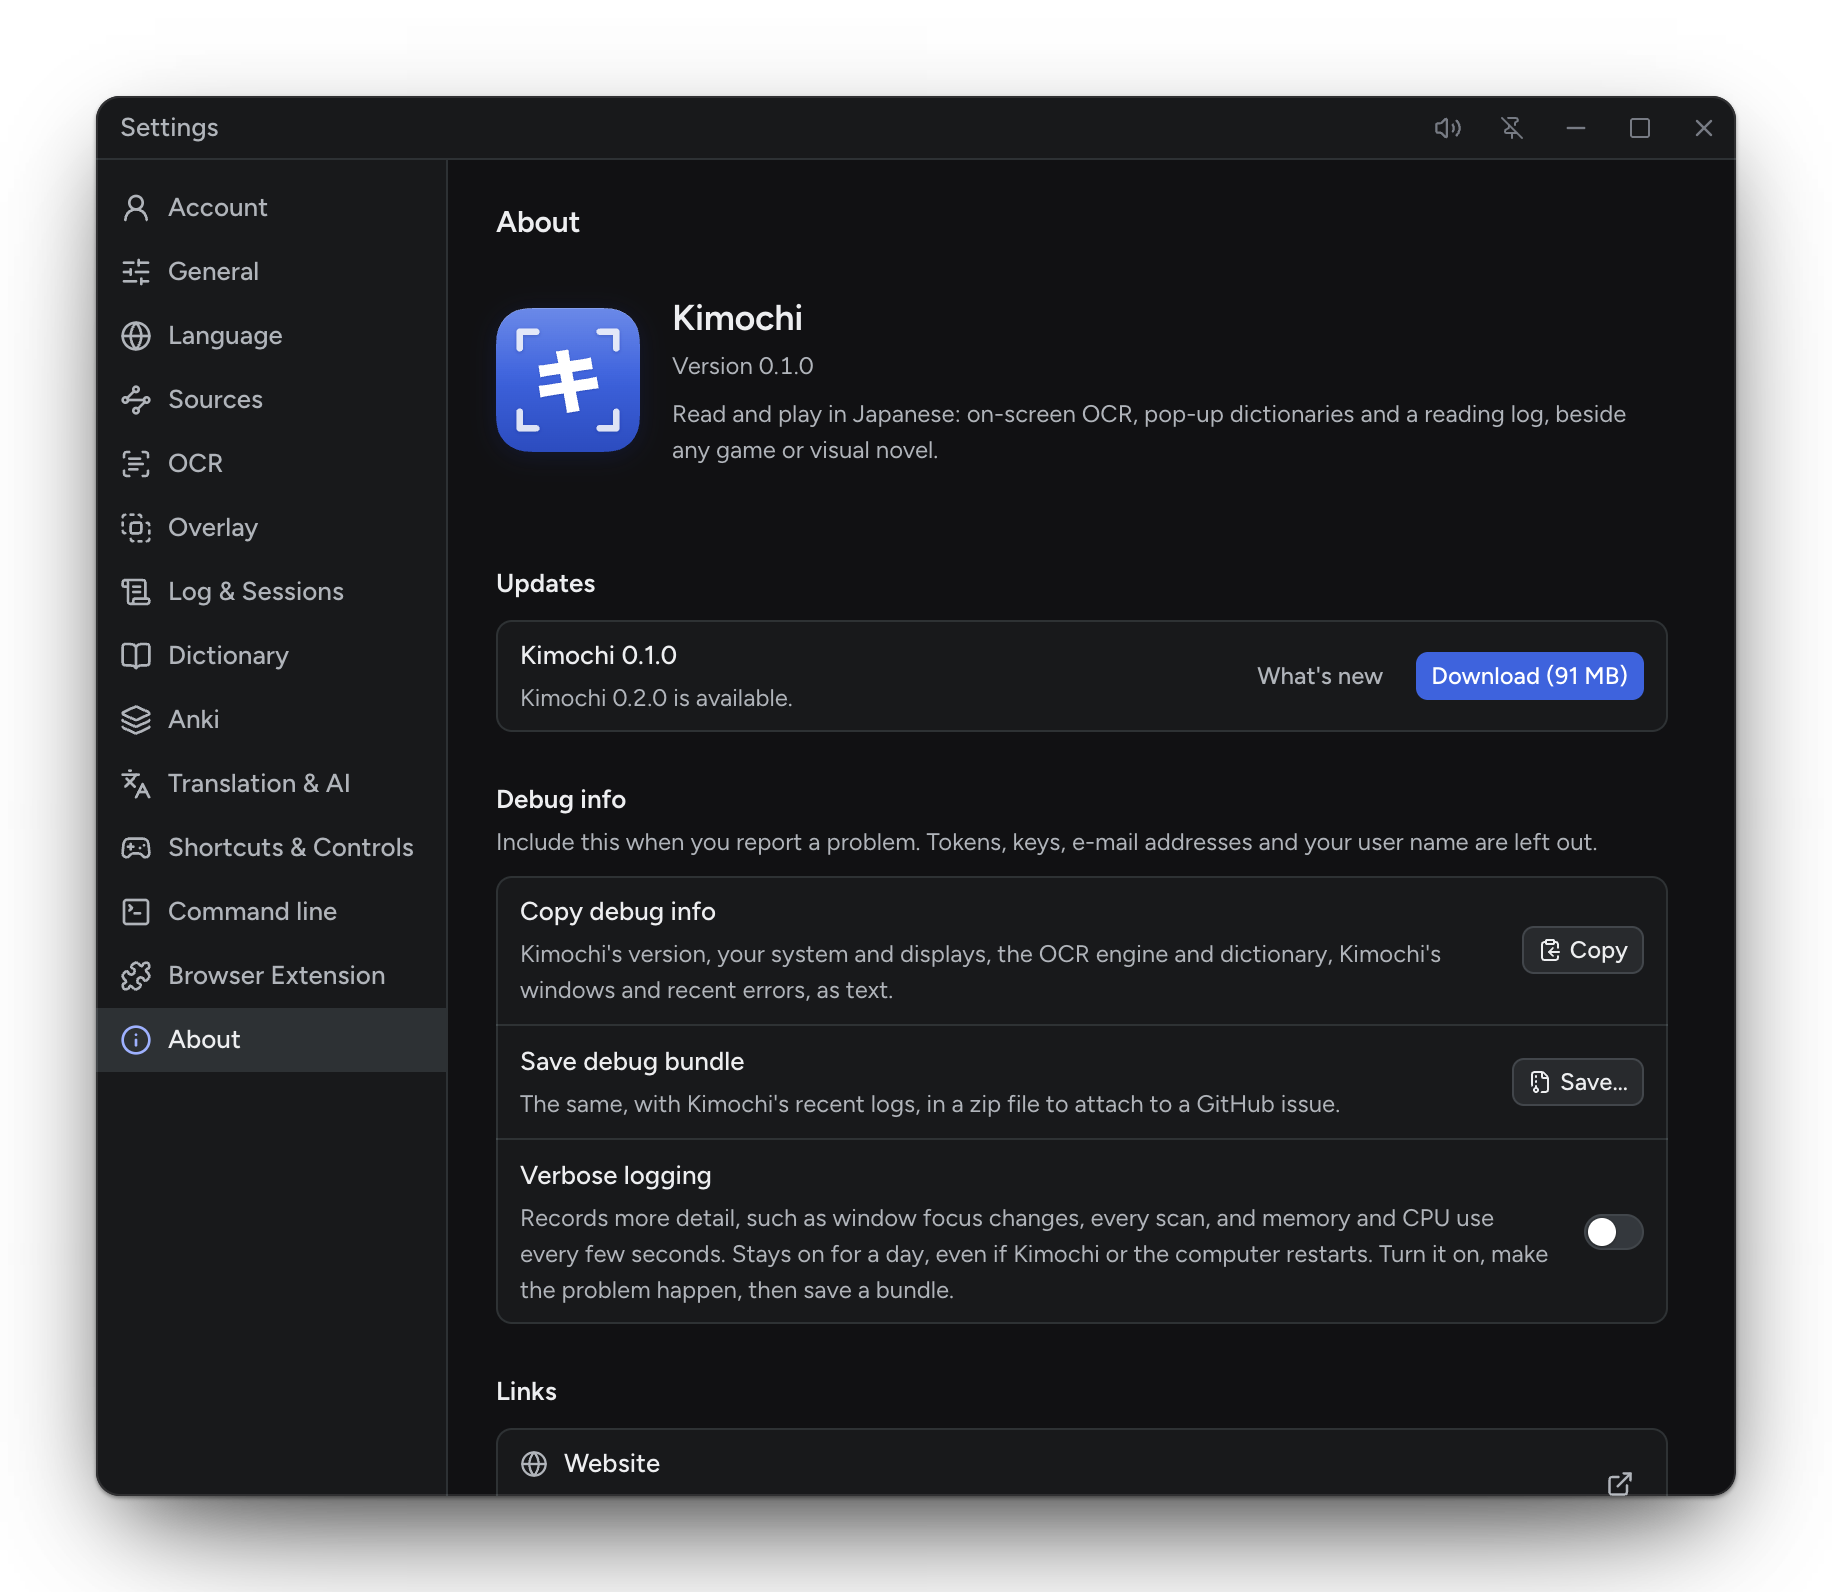 Settings
Account
General
Language
Sources
OCR
Overlay
Log & Sessions
Dictionary
Anki
Translation & AI
Shortcuts & Controls
Command line
Browser Extension
About
About
Kimochi
Version 0.1.0
Read and play in Japanese: on-screen OCR, pop-up dictionaries and a reading log, beside
any game or visual novel.
Updates
Kimochi 0.1.0
Kimochi 0.2.0 is available.
What's new
Download (91 MB)
Debug info
Include this when you report a problem. Tokens, keys, e-mail addresses and your user name are left out.
Copy debug info
Kimochi's version, your system and displays, the OCR engine and dictionary, Kimochi's
windows and recent errors, as text.
Copy
Save debug bundle
The same, with Kimochi's recent logs, in a zip file to attach to a GitHub issue.
Save...
Verbose logging
Records more detail, such as window focus changes, every scan, and memory and CPU use
every few seconds. Stays on for a day, even if Kimochi or the computer restarts. Turn it on, make
the problem happen, then save a bundle.
Links
Website